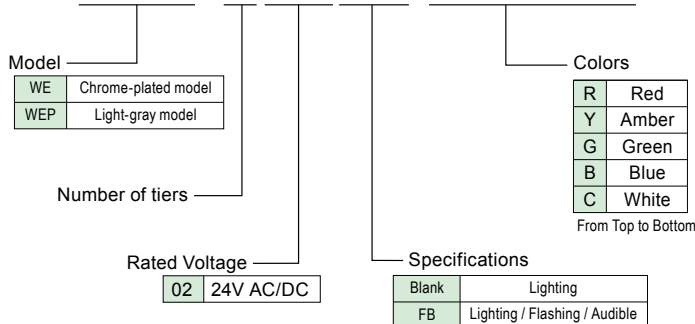 Model
WE Chrome-plated model
WEP Light-gray model
Number of tiers
Rated Voltage
02 24V AC/DC
Specifications
Blank Lighting
FB Lighting / Flashing / Audible
Colors
R Red
Y Amber
G Green
B Blue
C White
From Top to Bottom